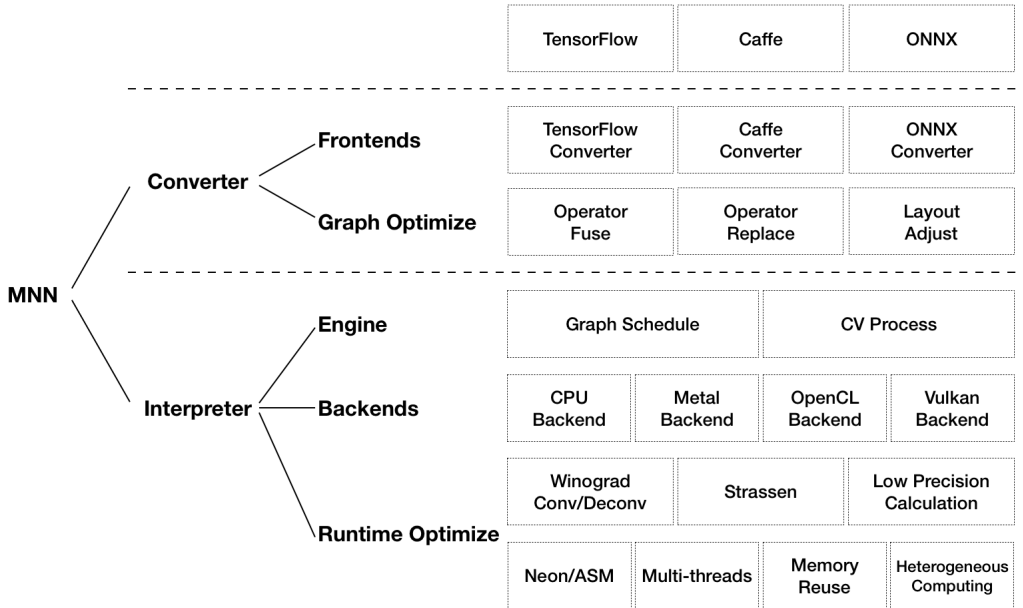 TensorFlow
Caffe
ONNX
Frontends
TensorFlow
Converter
Caffe
Converter
ONNX
Converter
Converter
Graph Optimize
Operator
Fuse
Operator
Replace
Layout
Adjust
MNN
Engine
Graph Schedule
CV Process
Interpreter
Backends
CPU
Backend
Metal
Backend
OpenCL
Backend
Vulkan
Backend
Runtime Optimize
Winograd
Conv/Deconv
Strassen
Low Precision
Calculation
Neon/ASM
Multi-threads
Memory
Reuse
Heterogeneous
Computing